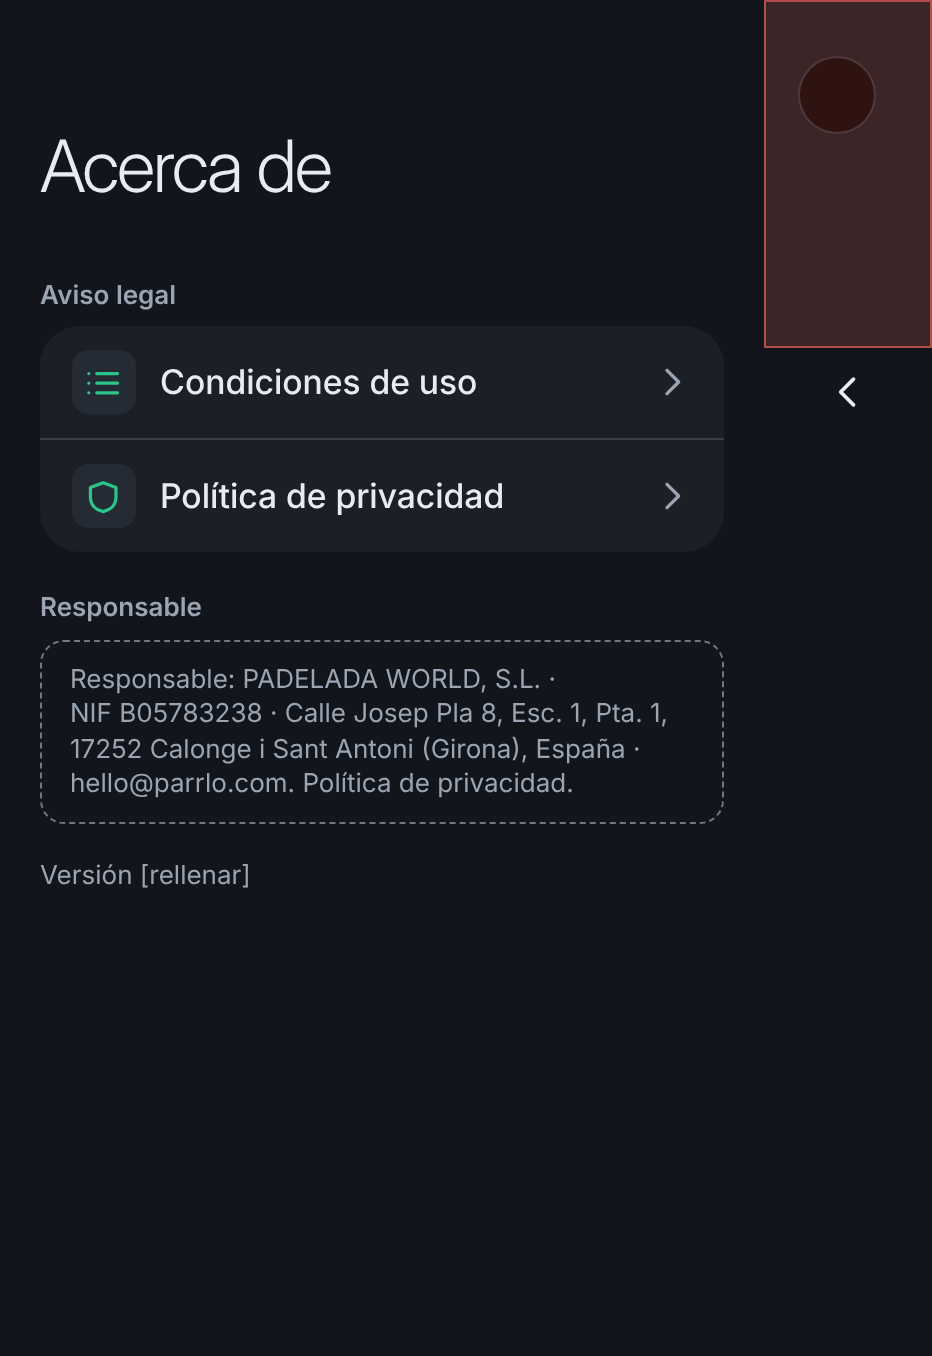 Acerca de
Aviso legal
Condiciones de uso
Política de privacidad
Responsable
Responsable: PADELADA WORLD, S.L. ·
NIF B05783238 · Calle Josep Pla 8, Esc. 1, Pta. 1,
17252 Calonge i Sant Antoni (Girona), España ·
hello@parrlo.com. Política de privacidad.
Versión [rellenar]